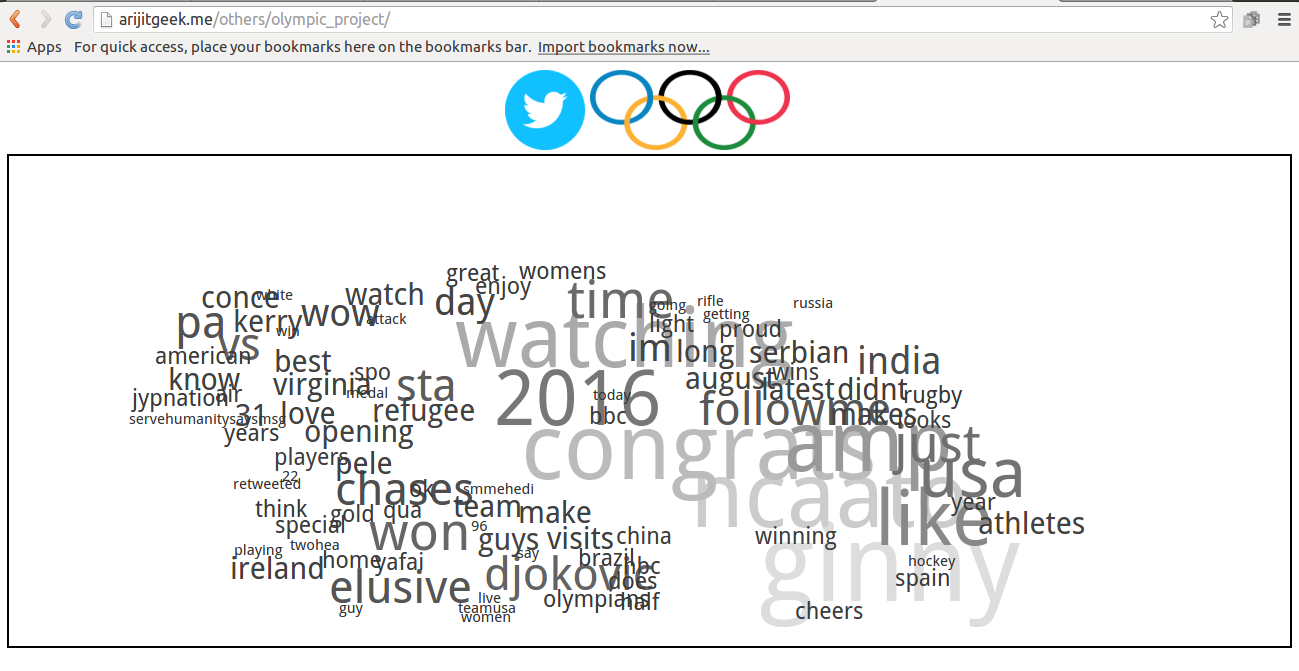 arijitgeek.me/others/olympic_project/
Apps For quick access, place your bookmarks here on the bookmarks bar. Import bookmarks now...
great
womens
enjoy
conce
white
watch
day
time
going
rifle
getting
russia
pa
kerry
wow
attack
win
watching
light
proud
vs
american
best
im
long
serbian
india
know
air
virginia
spo
medal
sta
2016
today
august
wins
latest
didnt
jypnation
servehumanitysaysmsg
31
love
refugee
bbc
followme
makes
rugby
looks
years
opening
congrats
amp
just
players
pele
22
retweeted
chases
ok
smmehedi
ncaato
usa
think
special
gold
qua
team
make
like
year
athletes
won
96
guys
visits
china
winning
playing
twohea
ireland
home
yafaj
say
brazil
nbc
does
djokovic
ginny
hockey
spain
elusive
olympians
half
guy
live
teamusa
women
cheers